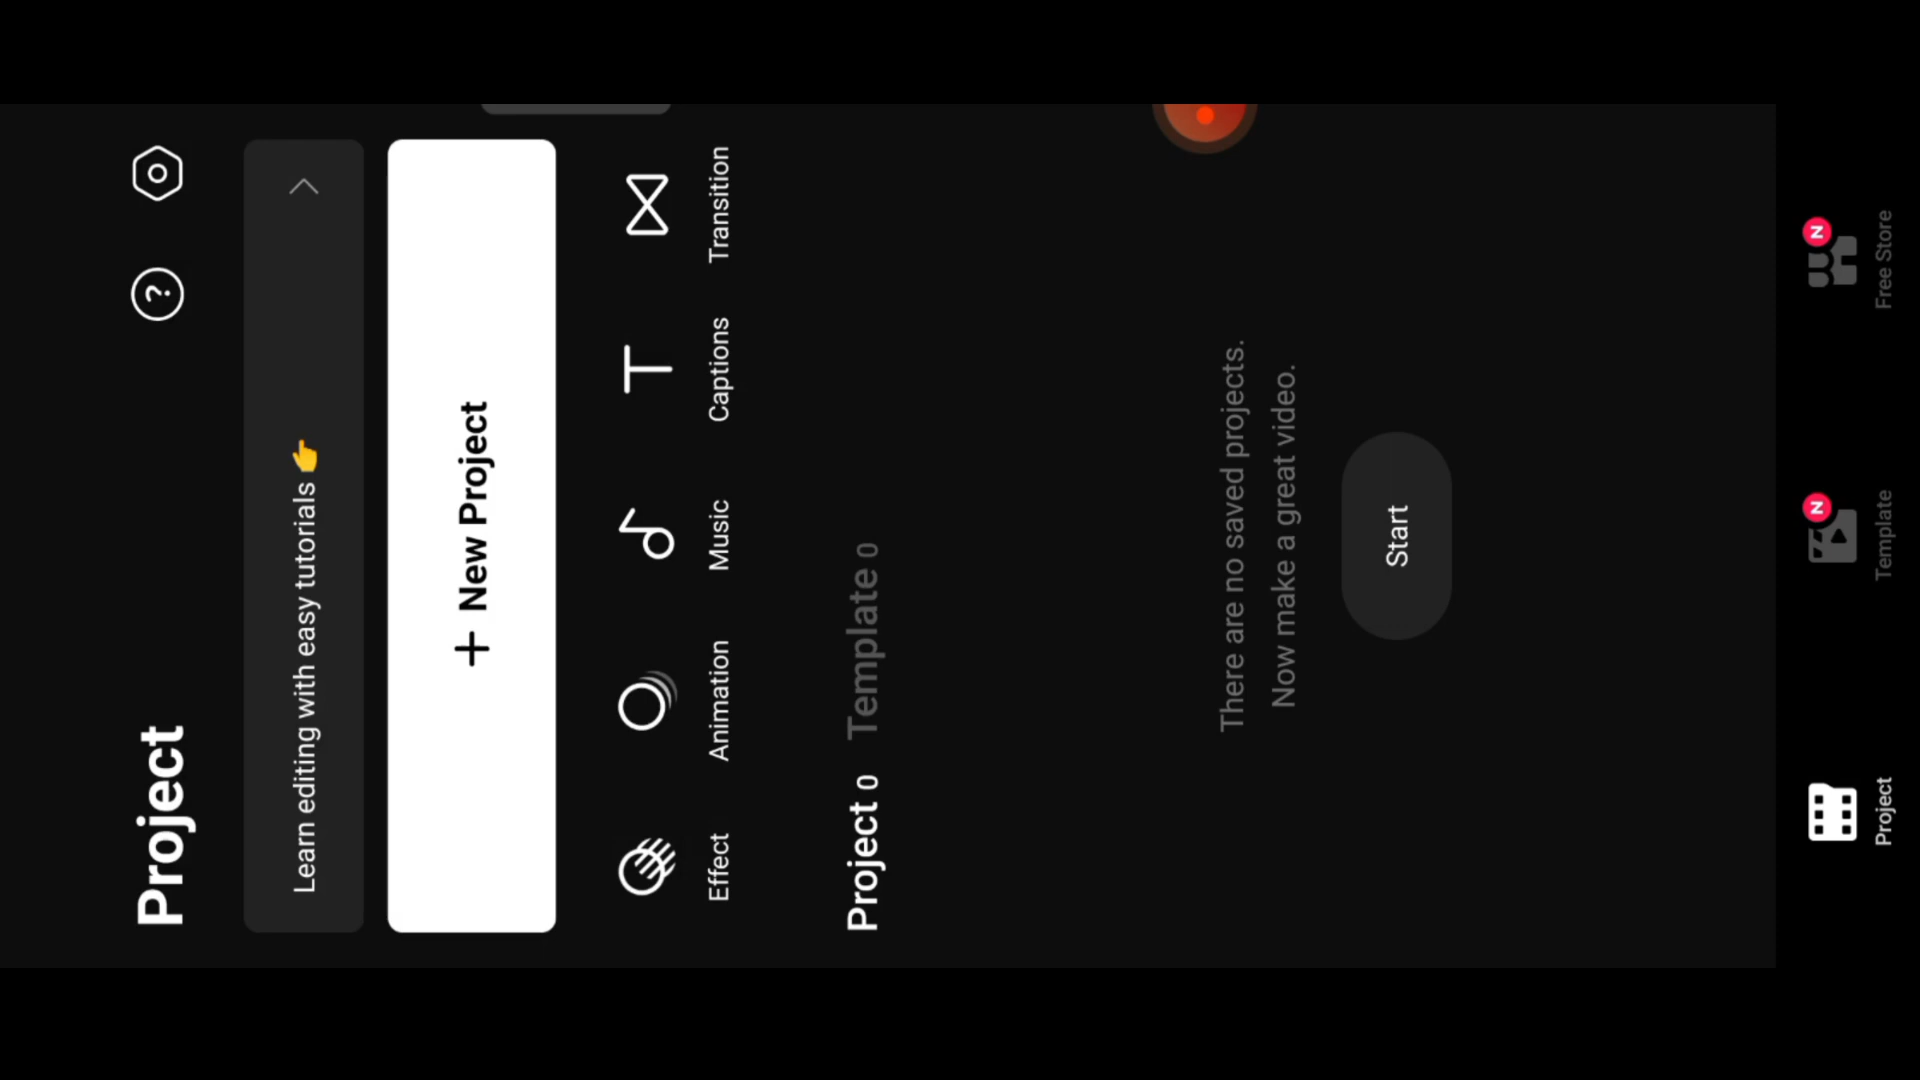 Project
?
Learn editing with easy tutorials 👉
+ New Project
Effect
Animation
Music
Captions
Transition
Project 0 Template 0
There are no saved projects.
Now make a great video.
Start
Project
N
Template
N
Free Store